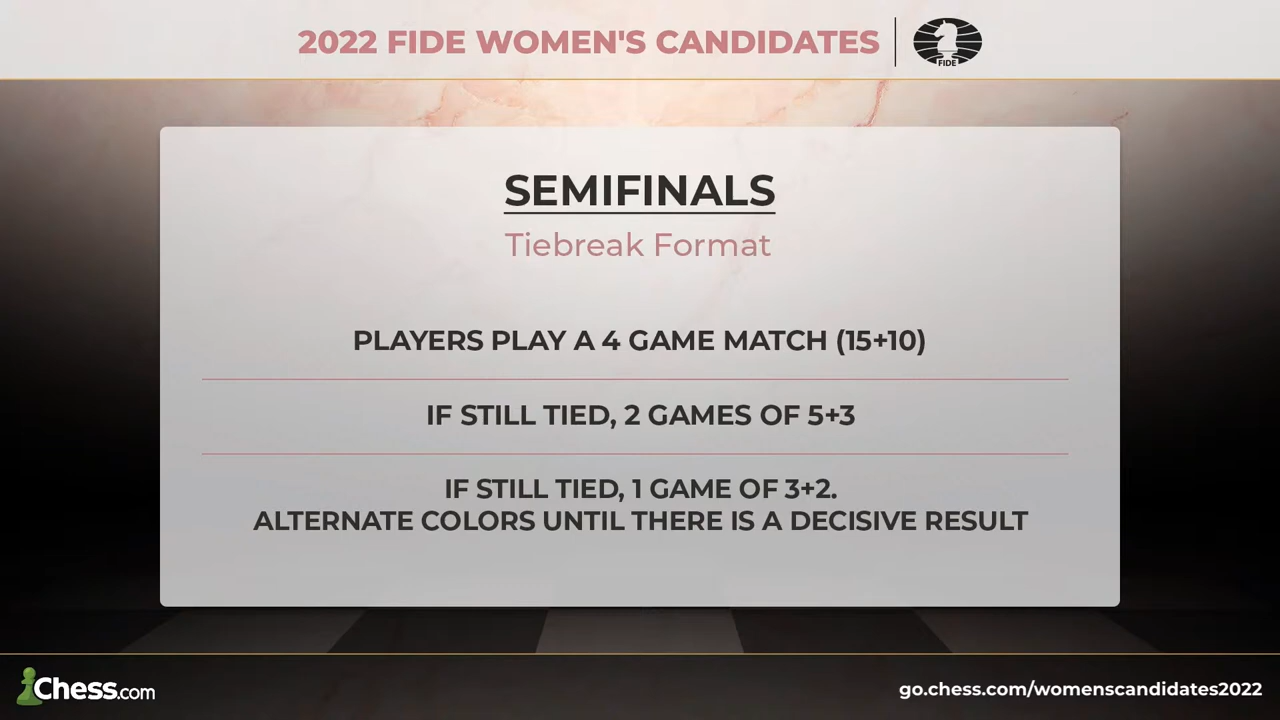 2022 FIDE WOMEN'S CANDIDATES
FIDE
SEMIFINALS
Tiebreak Format
PLAYERS PLAY A 4 GAME MATCH (15+10)
IF STILL TIED, 2 GAMES OF 5+3
IF STILL TIED, 1 GAME OF 3+2.
ALTERNATE COLORS UNTIL THERE IS A DECISIVE RESULT
Chess.com
go.chess.com/womenscandidates2022